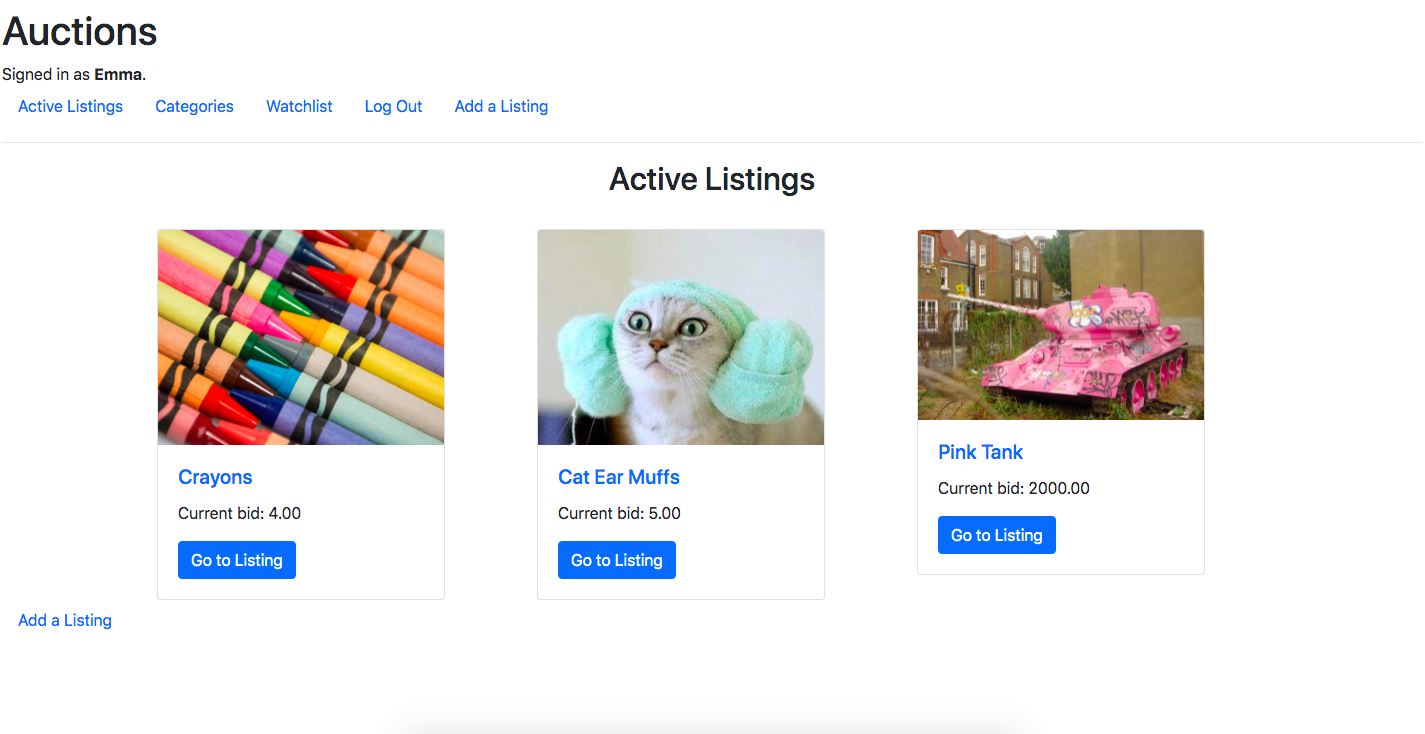 Auctions
Signed in as Emma.
Active Listings Categories Watchlist Log Out Add a Listing
Active Listings
Crayons
Current bid: 4.00
Go to Listing
Cat Ear Muffs
Current bid: 5.00
Go to Listing
Pink Tank
Current bid: 2000.00
Go to Listing
Add a Listing